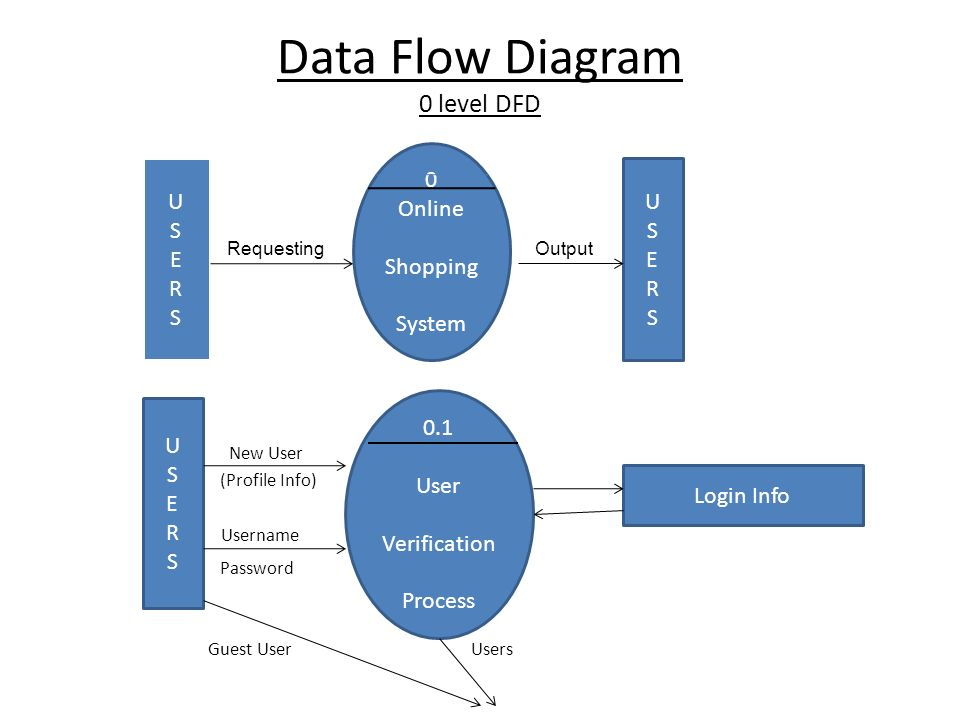 Data Flow Diagram
0 level DFD
U
S
E
R
S
Requesting
0
Online
Shopping
System
Output
U
S
E
R
S
U
S
E
R
S
New User
(Profile Info)
Username
Password
0.1
User
Verification
Process
Login Info
Guest User
Users